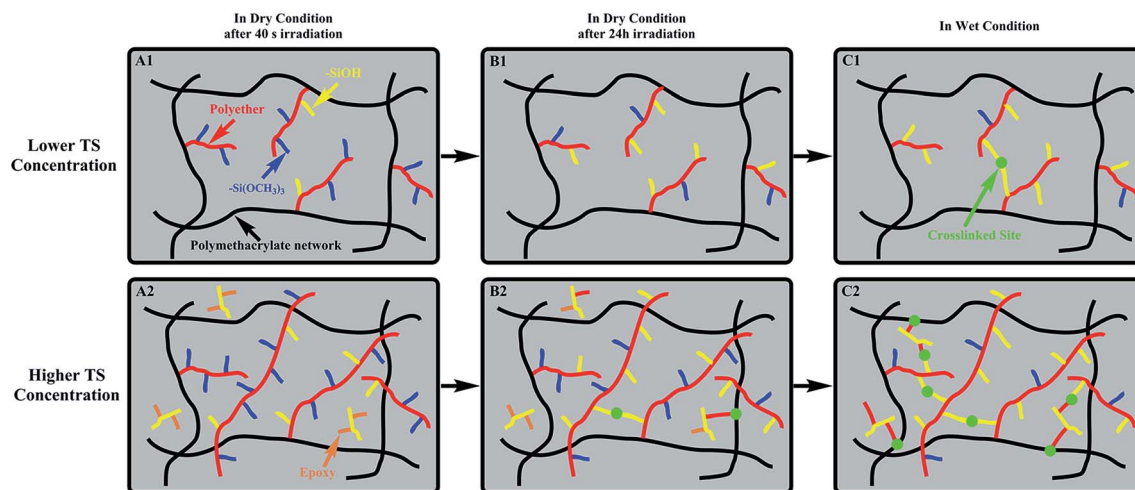 In Dry Condition
after 40 s irradiation
In Dry Condition
after 24h irradiation
In Wet Condition
Lower TS
Concentration
A1
-SiOH
Polyether
-Si(OCH₃)₃
Polymethacrylate network
B1
C1
Crosslinked Site
Higher TS
Concentration
A2
Epoxy
B2
C2